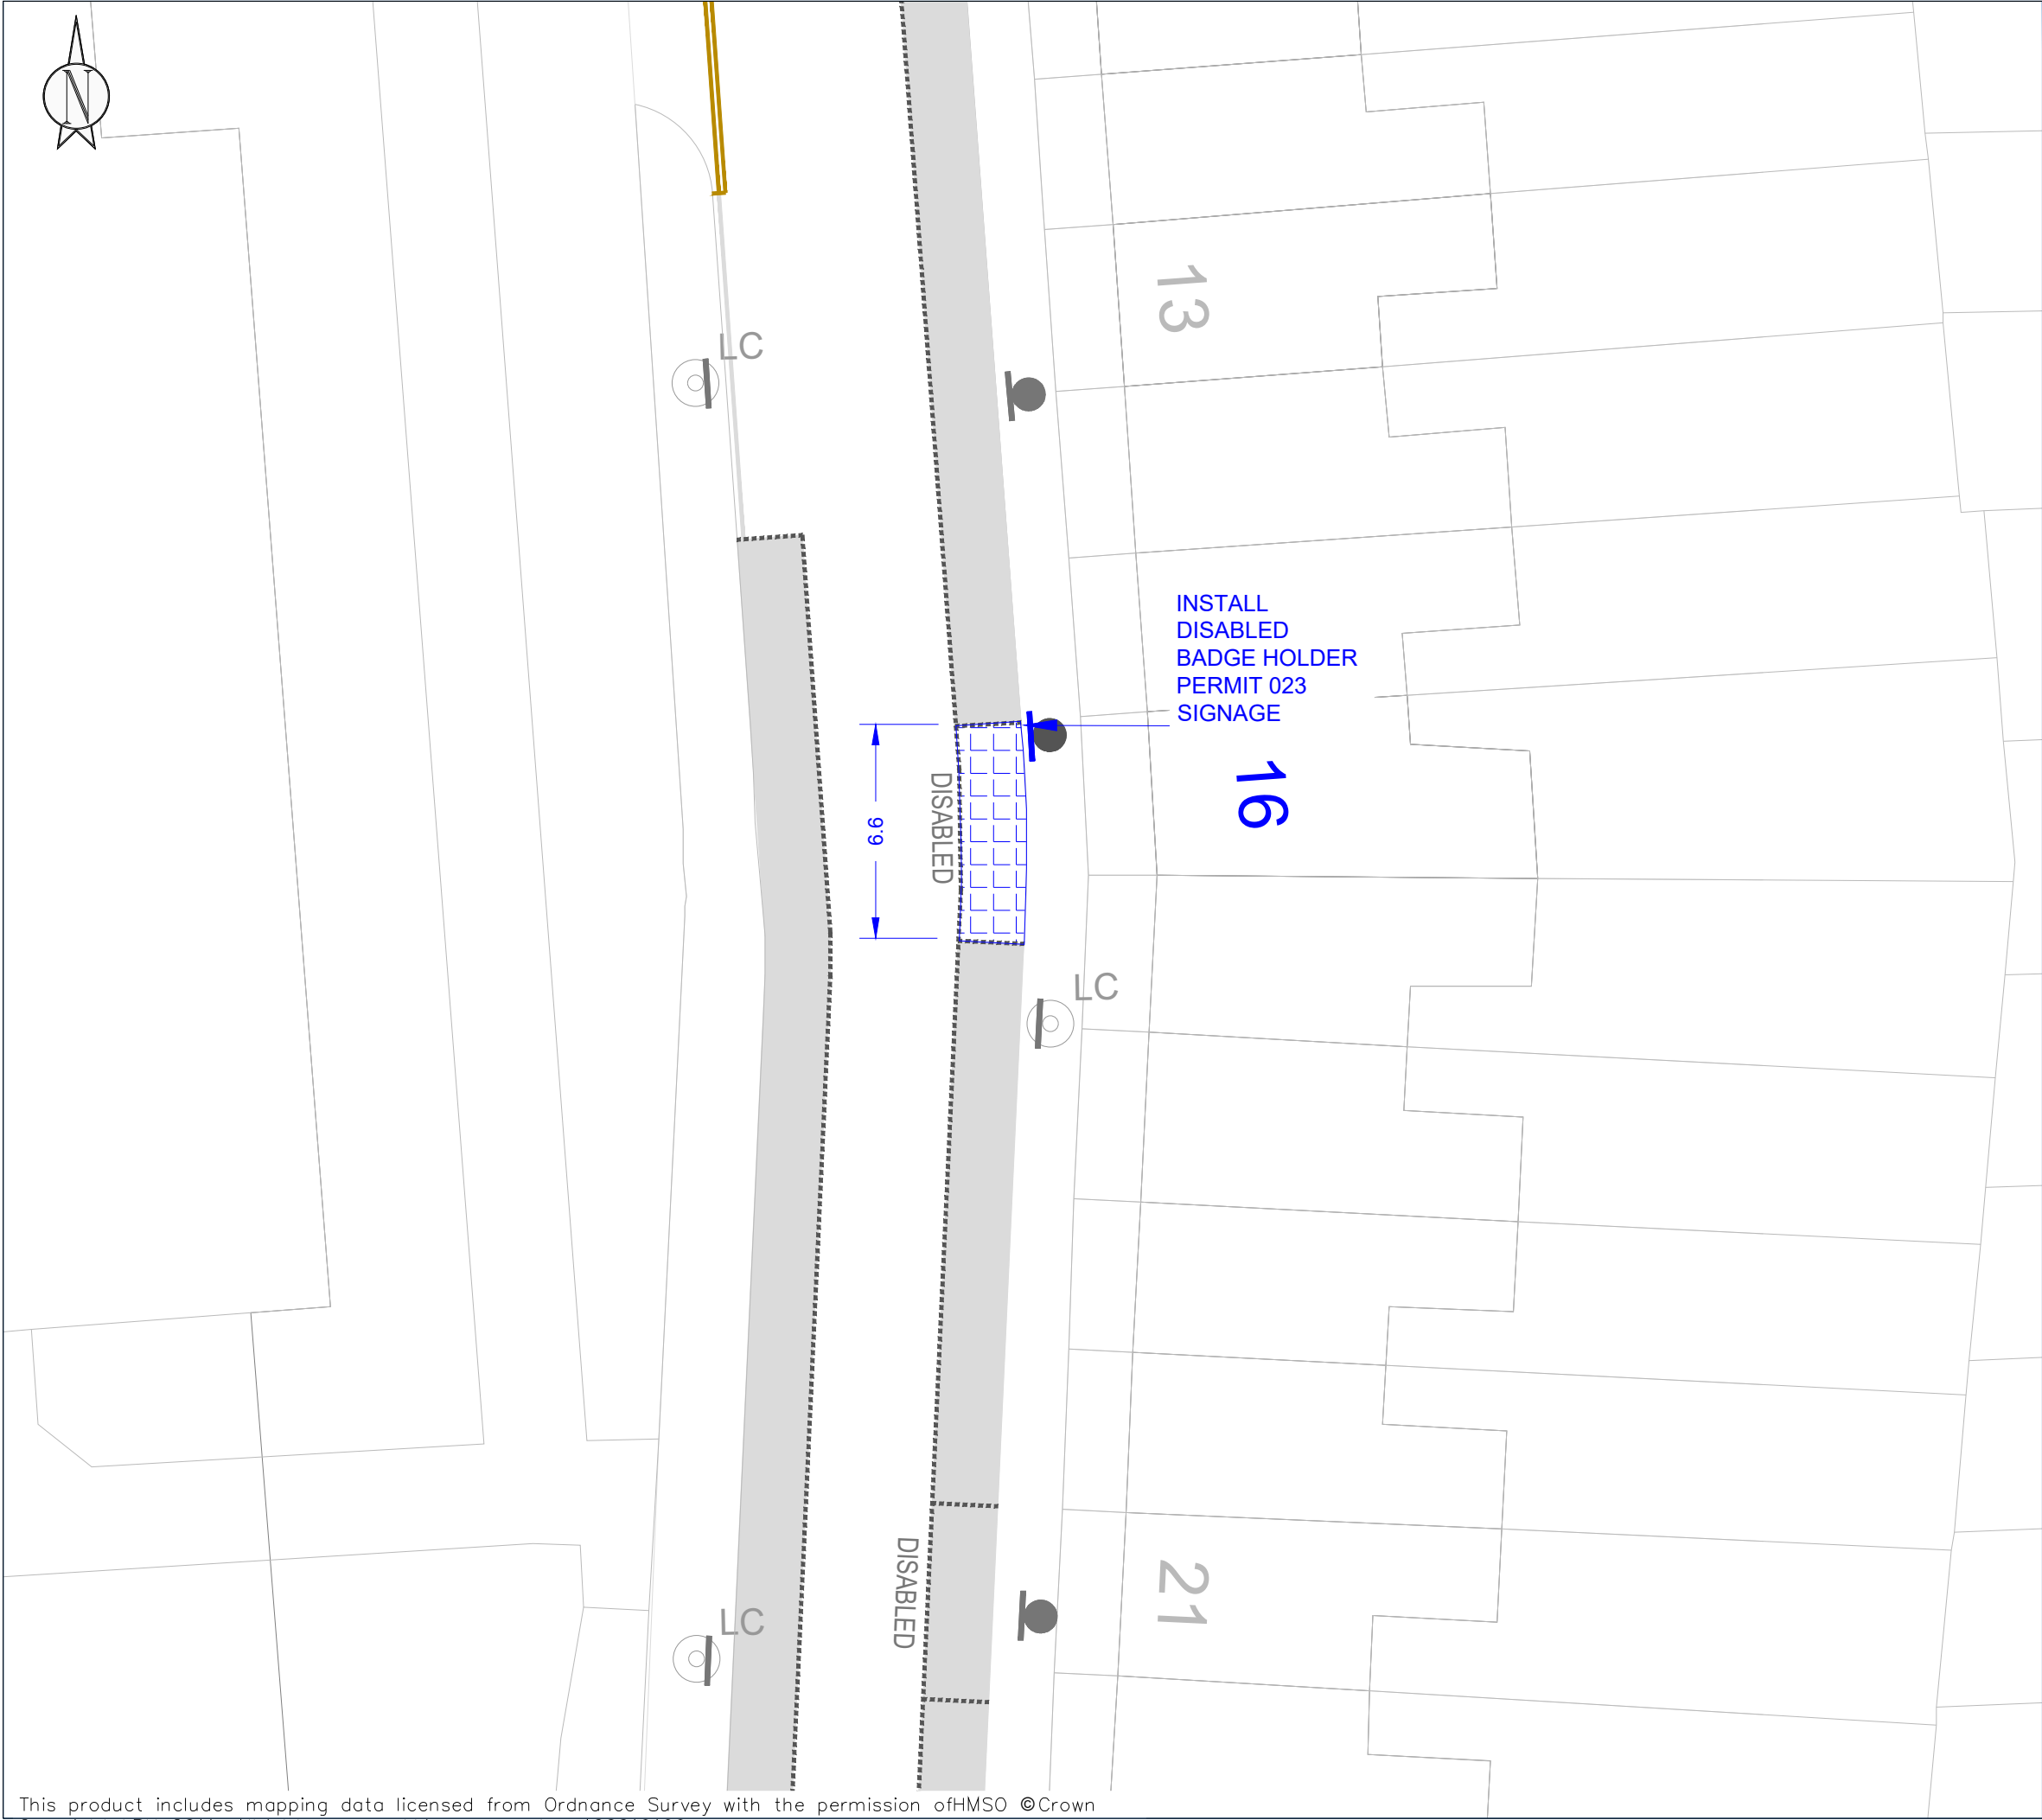 N
LC
13
INSTALL
DISABLED
BADGE HOLDER
PERMIT 023
SIGNAGE
16
6.6
DISABLED
LC
DISABLED
21
LC
This product includes mapping data licensed from Ordnance Survey with the permission ofHMSO ©Crown